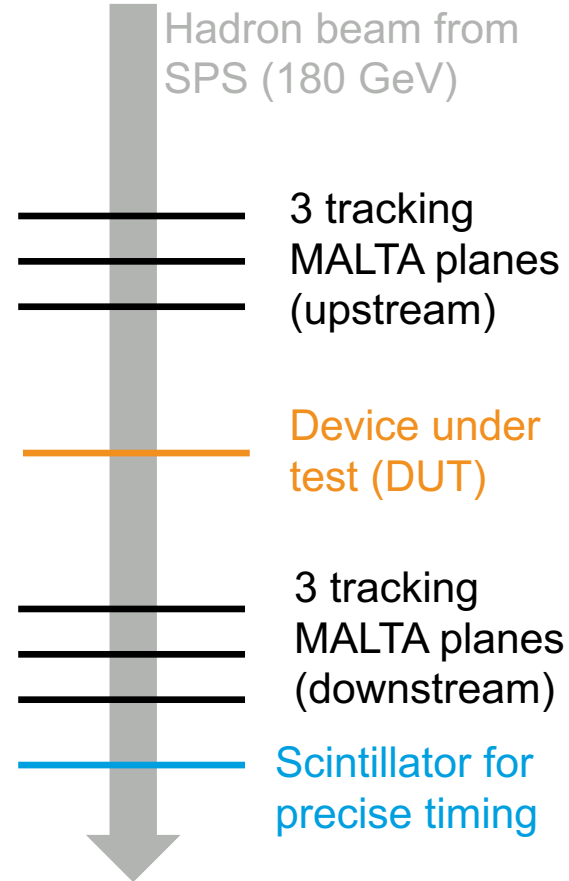 Hadron beam from
SPS (180 GeV)
3 tracking
MALTA planes
(upstream)
Device under
test (DUT)
3 tracking
MALTA planes
(downstream)
Scintillator for
precise timing